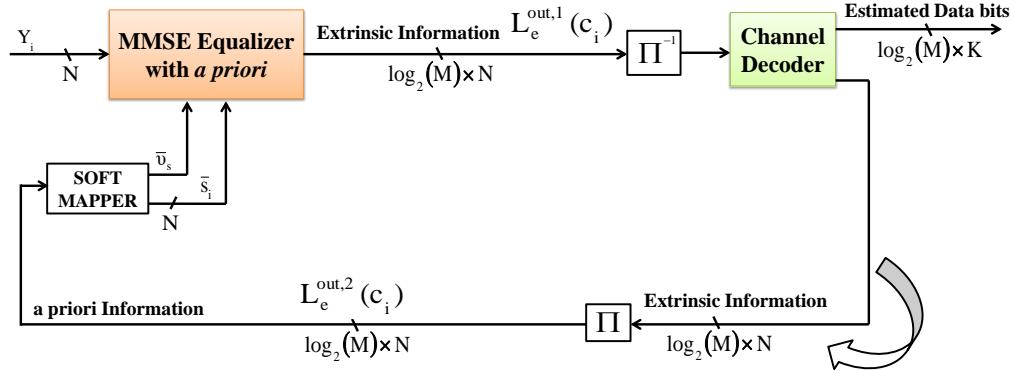 Y_i
N
MMSE Equalizer
with a priori
Extrinsic Information
L_e^{out,1}(c_i)
log_2(M)×N
Π^{-1}
Channel
Decoder
Estimated Data bits
log_2(M)×K
SOFT
MAPPER
ῡ_s
s̄_i
N
a priori Information
L_e^{out,2}(c_i)
log_2(M)×N
Π
Extrinsic Information
log_2(M)×N